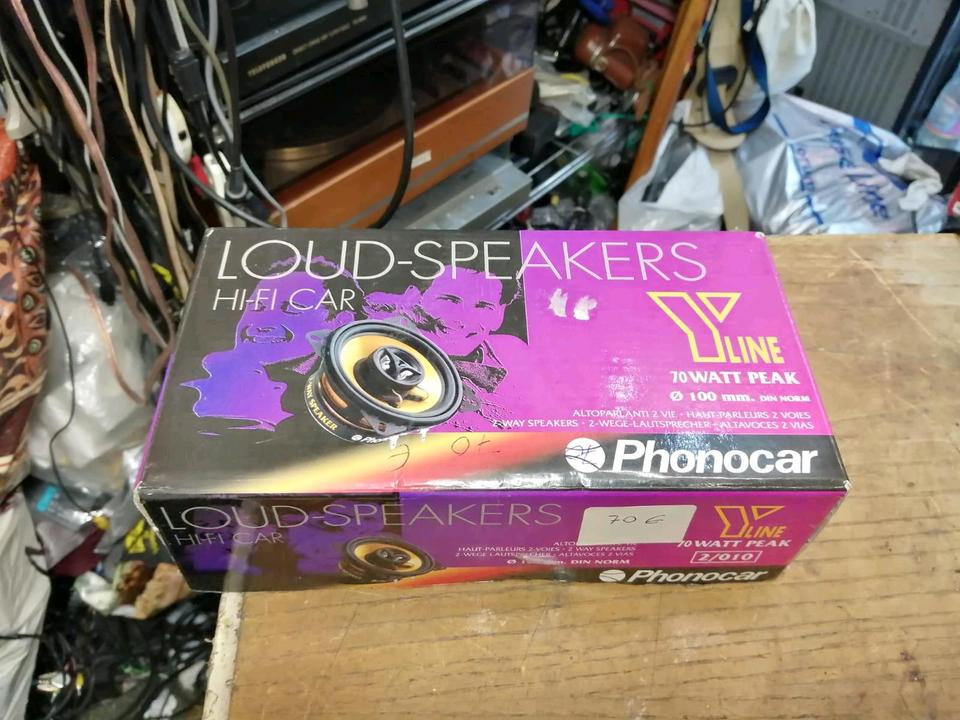 TELEFUNKEN
LOUD-SPEAKERS
HI-FI CAR
Y LINE
70 WATT PEAK
Ø 100 mm. DIN NORM
ALTOPARLANTI 2 VIE - HAUT-PARLEURS 2 VOIES
2-WAY SPEAKERS - 2-WEGE-LAUTSPRECHER - ALTAVOCES 2 VIAS
WAY SPEAKER
Phonocar
LOUD-SPEAKERS
HI-FI CAR
70 €
Y LINE
HAUT-PARLEURS 2-VOIES - 2 WAY SPEAKERS
70 WATT PEAK
2-WEGE LAUTSPRECHER - ALTAVOCES 2 VIAS
2/010
DIN NORM
Phonocar